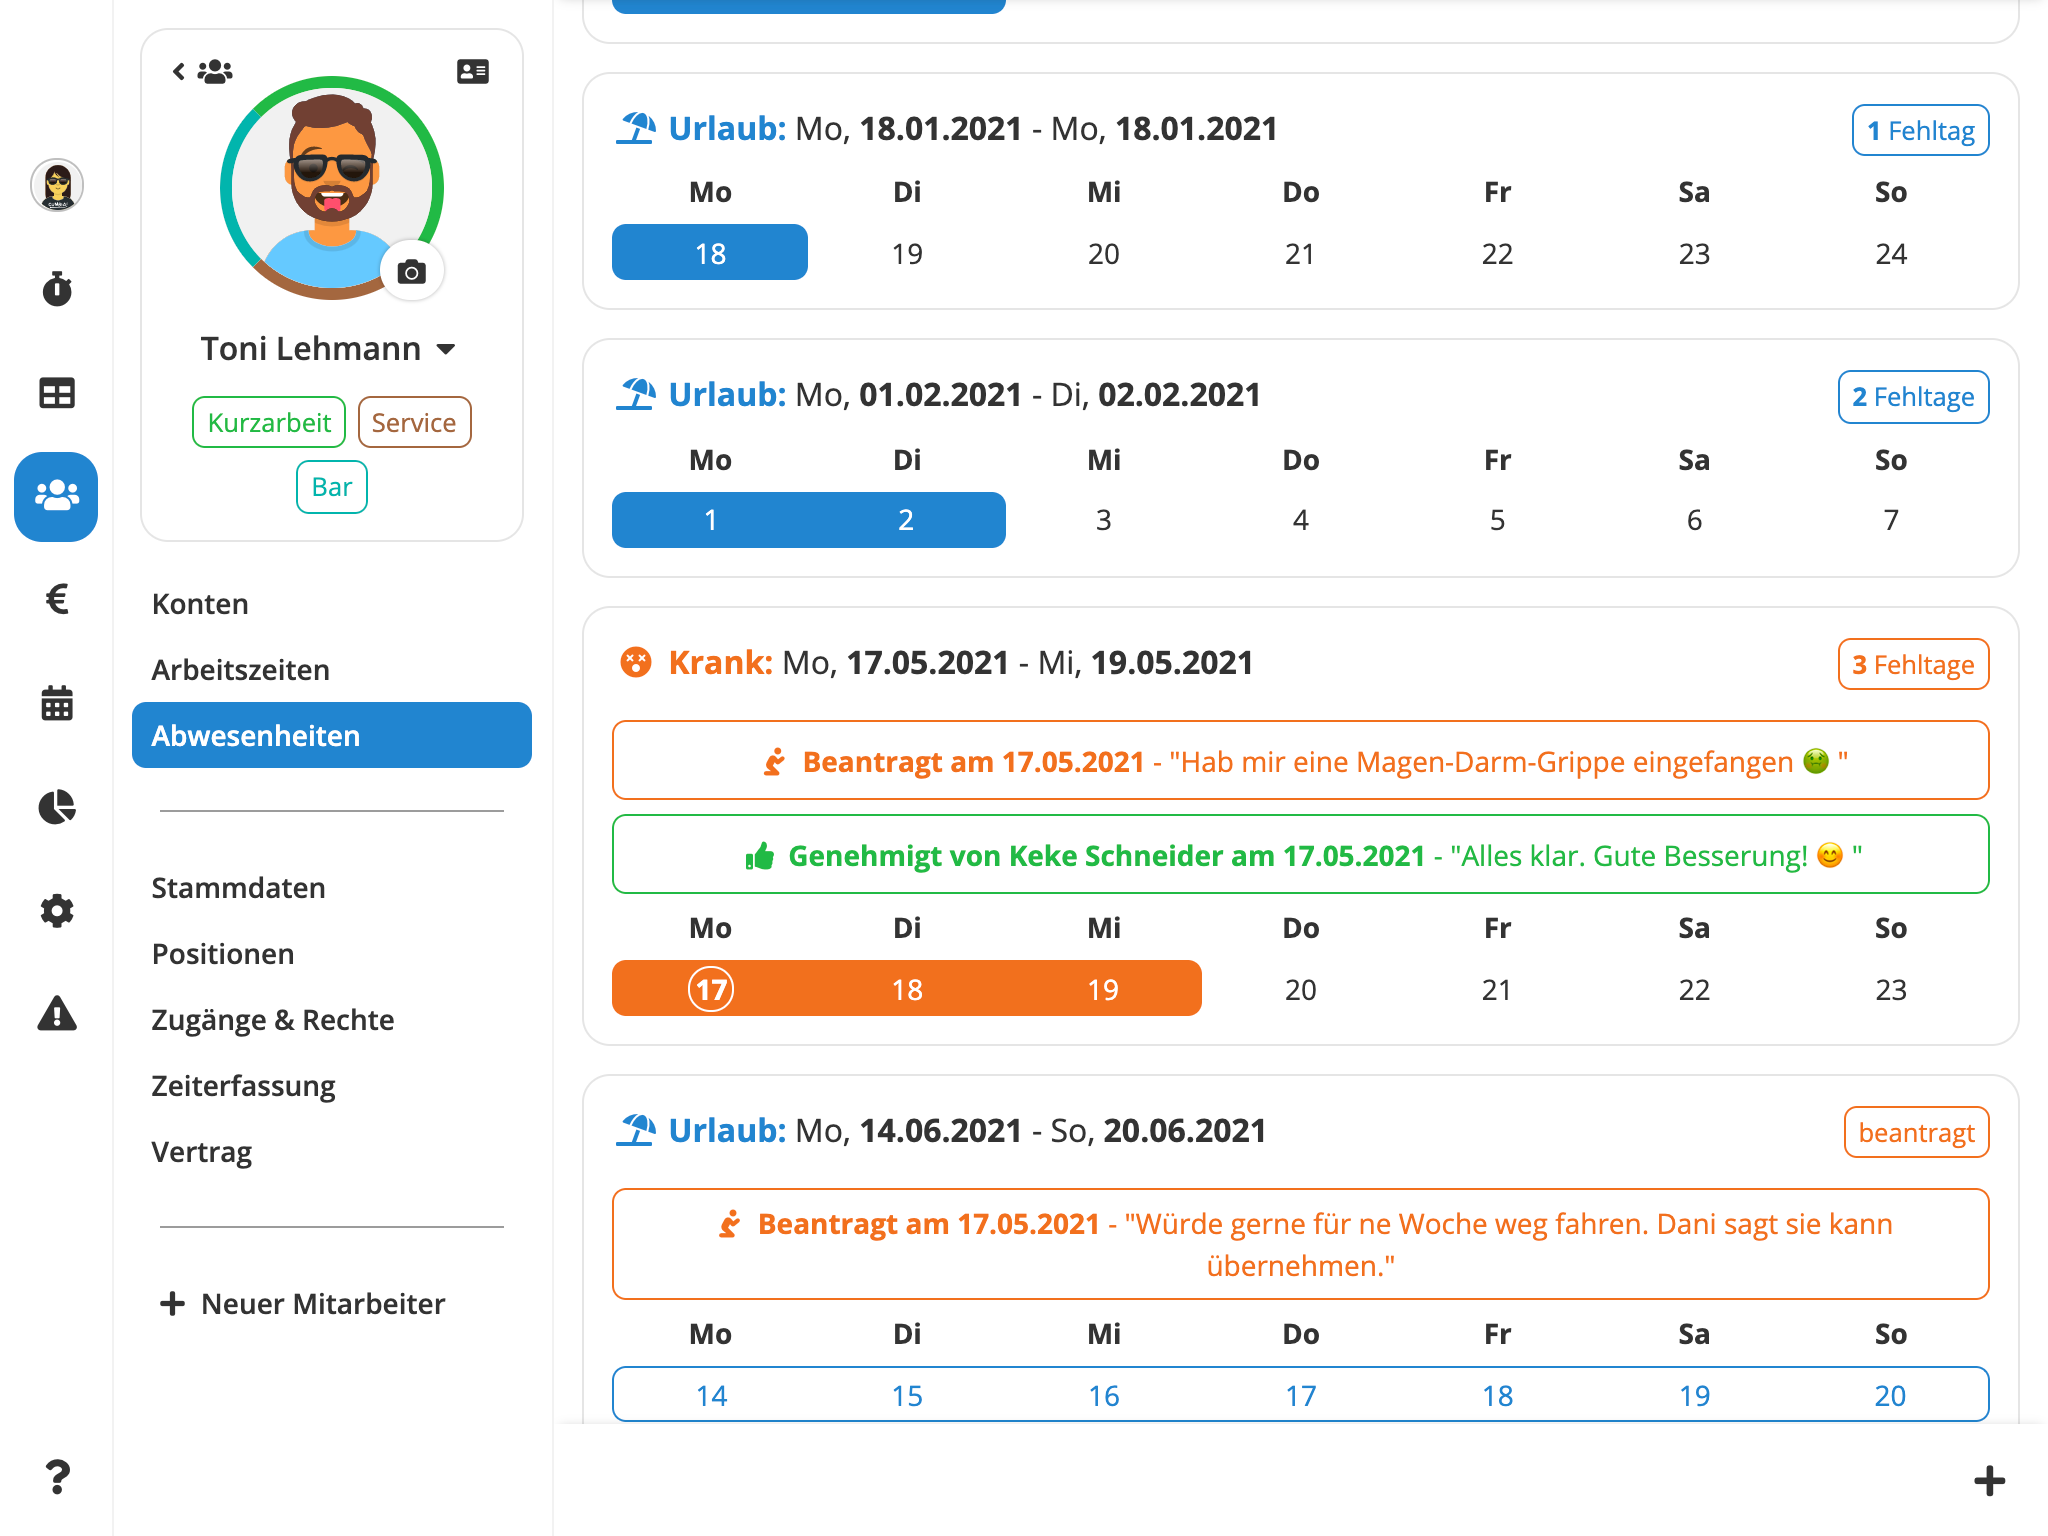 Toni Lehmann
Kurzarbeit Service
Bar
Konten
Arbeitszeiten
Abwesenheiten
Stammdaten
Positionen
Zugänge & Rechte
Zeiterfassung
Vertrag
Neuer Mitarbeiter
Urlaub: Mo, 18.01.2021 - Mo, 18.01.2021 1 Fehltag
Mo Di Mi Do Fr Sa So
18 19 20 21 22 23 24
Urlaub: Mo, 01.02.2021 - Di, 02.02.2021 2 Fehltage
Mo Di Mi Do Fr Sa So
1 2 3 4 5 6 7
Krank: Mo, 17.05.2021 - Mi, 19.05.2021 3 Fehltage
Beantragt am 17.05.2021 - "Hab mir eine Magen-Darm-Grippe eingefangen 🤢 "
Genehmigt von Keke Schneider am 17.05.2021 - "Alles klar. Gute Besserung! 😊 "
Mo Di Mi Do Fr Sa So
17 18 19 20 21 22 23
Urlaub: Mo, 14.06.2021 - So, 20.06.2021 beantragt
Beantragt am 17.05.2021 - "Würde gerne für ne Woche weg fahren. Dani sagt sie kann
übernehmen."
Mo Di Mi Do Fr Sa So
14 15 16 17 18 19 20